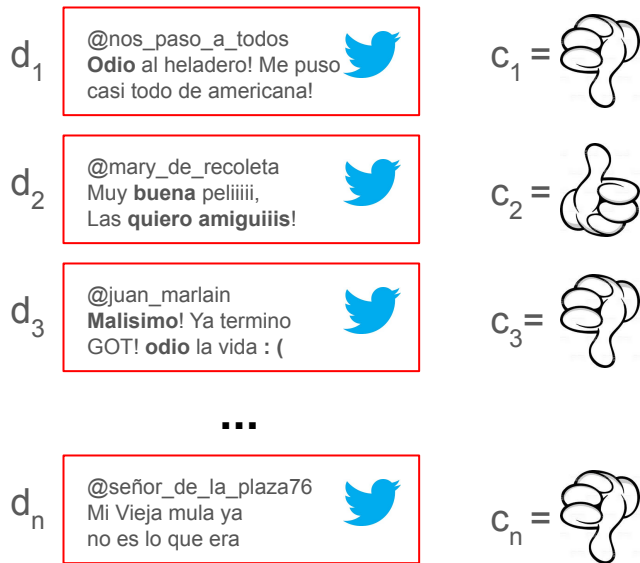 d1
@nos_paso_a_todos
Odio al heladero! Me puso
casi todo de americana!
c1 =
d2
@mary_de_recoleta
Muy buena peliiiii,
Las quiero amiguiiis!
c2 =
d3
@juan_marlain
Malisimo! Ya termino
GOT! odio la vida : (
c3=
...
dn
@señor_de_la_plaza76
Mi Vieja mula ya
no es lo que era
cn =